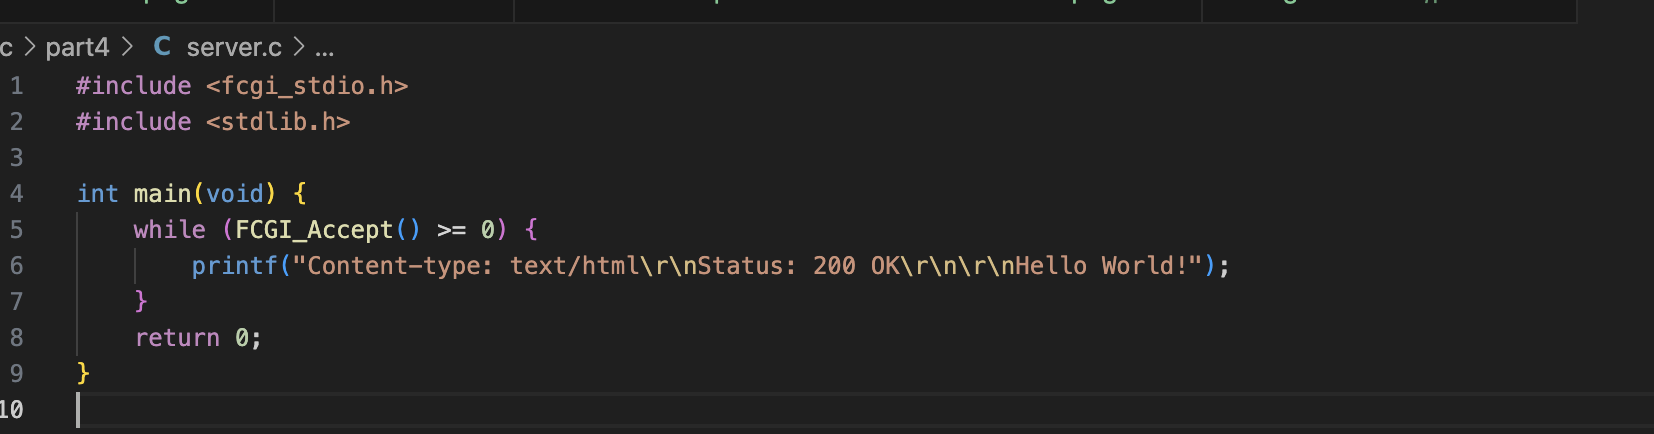 c > part4 > C server.c > ...
1 #include <fcgi_stdio.h>
2 #include <stdlib.h>
3
4 int main(void) {
5     while (FCGI_Accept() >= 0) {
6         printf("Content-type: text/html\r\nStatus: 200 OK\r\n\r\nHello World!");
7     }
8     return 0;
9 }
10